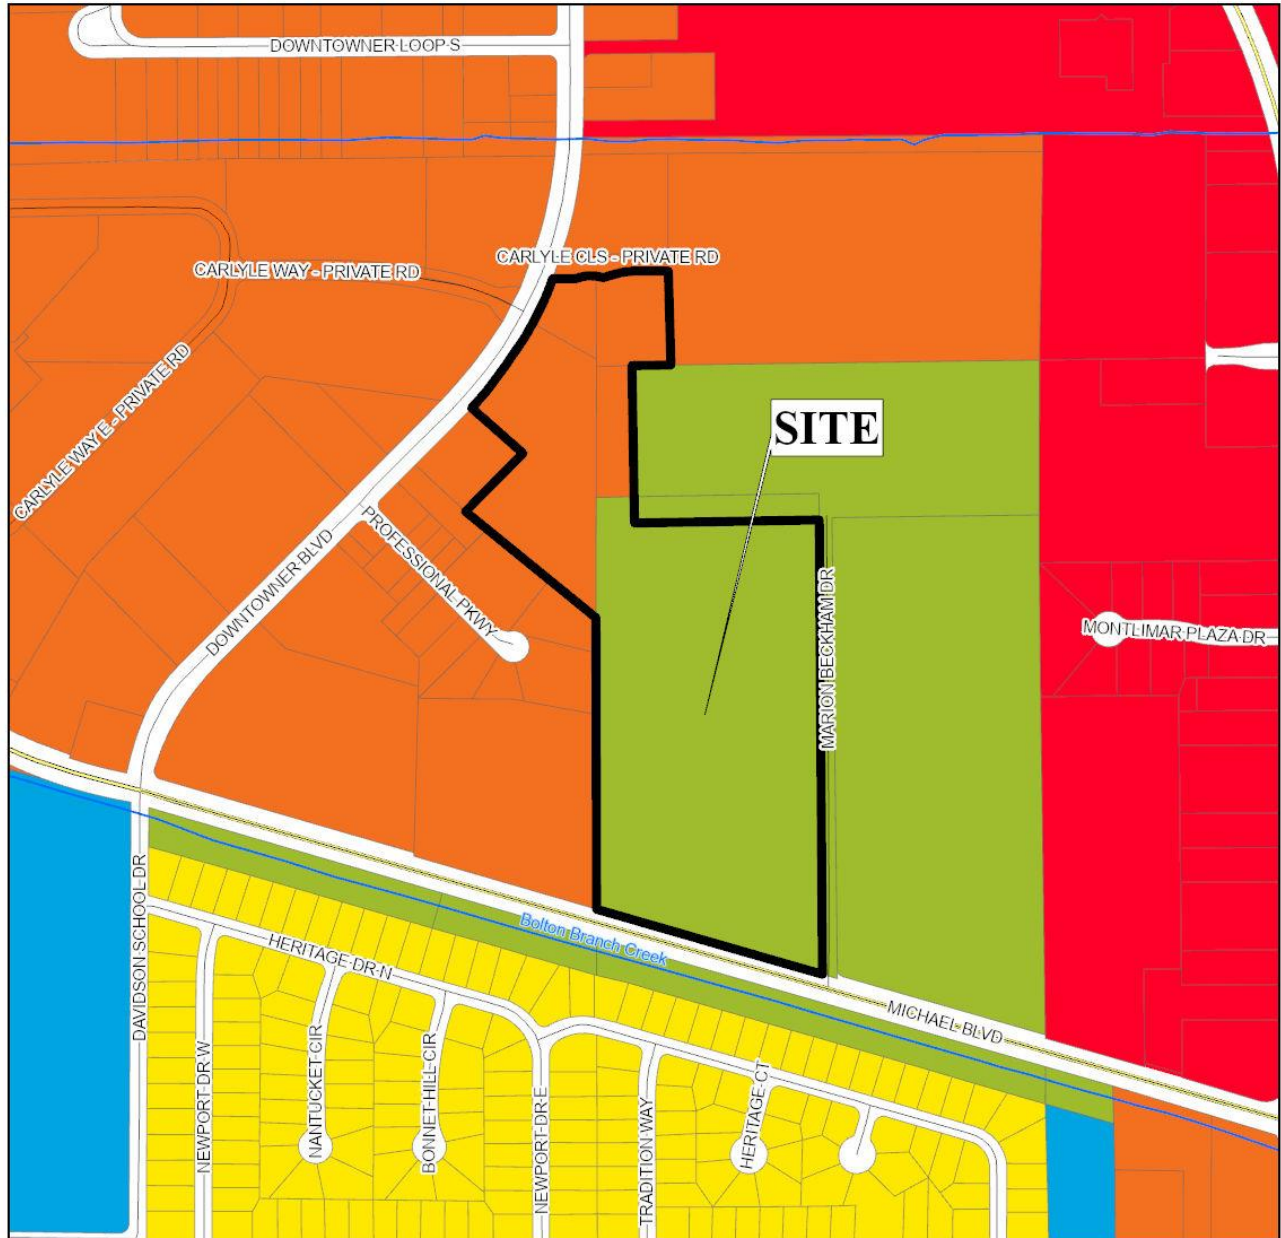 DOWNTOWNER LOOP S
CARLYLE CLS - PRIVATE RD
CARLYLE WAY - PRIVATE RD
CARLYLE WAY E - PRIVATE RD
SITE
PROFESSIONAL PKWY
DOWNTOWNER BLVD
MARION BECKHAM DR
MONTLIMAR PLAZA DR
DAVIDSON SCHOOL DR
Bolton Branch Creek
HERITAGE DR N
MICHAEL BLVD
NEWPORT DR W
NANTUCKET CIR
BONNET HILL CIR
NEWPORT DR E
TRADITION WAY
HERITAGE CT